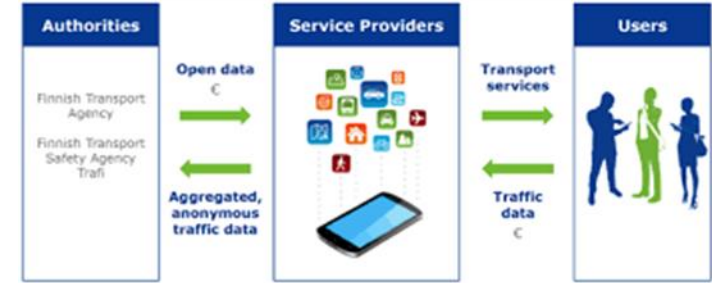 Authorities
Service Providers
Users
Open data
€
Transport
services
Finnish Transport
Agency
Finnish Transport
Safety Agency
Trafi
Aggregated,
anonymous
traffic data
Traffic
data
€